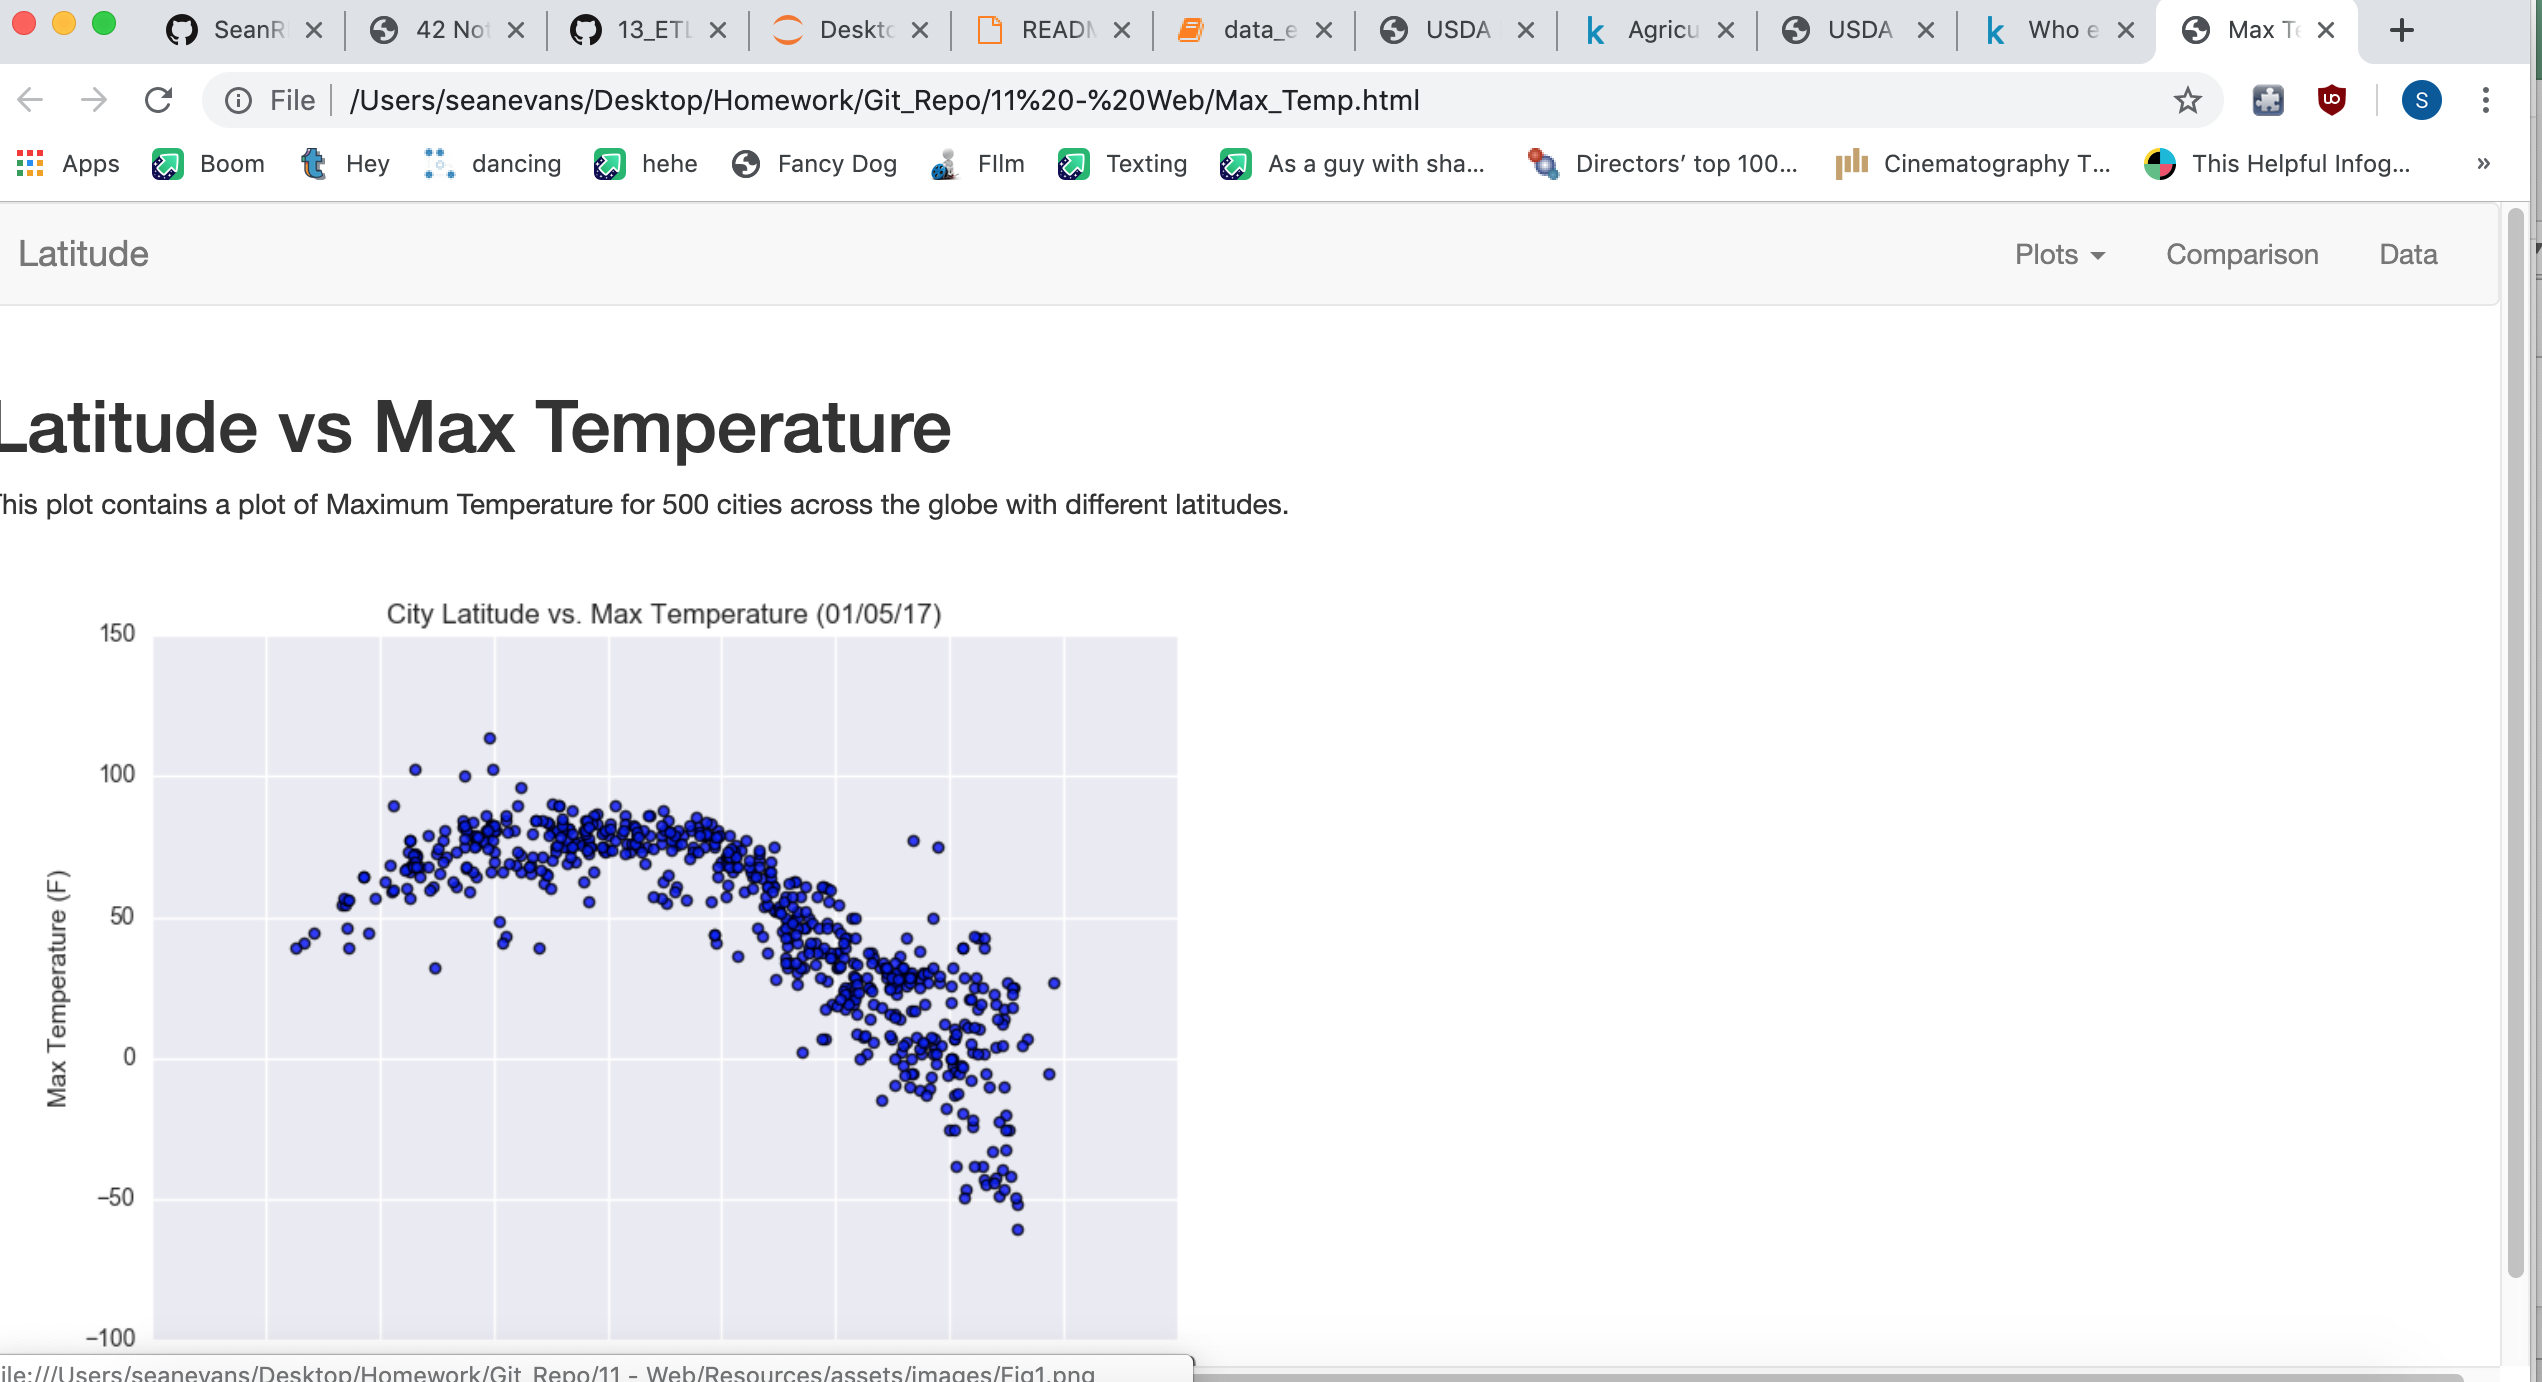 SeanR
42 Not
13_ETL
Deskto
READM
data_e
USDA
Agricu
USDA
Who e
Max Te
File
/Users/seanevans/Desktop/Homework/Git_Repo/11%20-%20Web/Max_Temp.html
S
Apps
Boom
Hey
dancing
hehe
Fancy Dog
FIlm
Texting
As a guy with sha...
Directors’ top 100...
Cinematography T...
This Helpful Infog...
»
Latitude
Plots
Comparison
Data
Latitude vs Max Temperature
his plot contains a plot of Maximum Temperature for 500 cities across the globe with different latitudes.
City Latitude vs. Max Temperature (01/05/17)
150
100
50
0
−50
−100
Max Temperature (F)
ile:///Users/seanevans/Desktop/Homework/Git_Repo/11 - Web/Resources/assets/images/Fig1.png